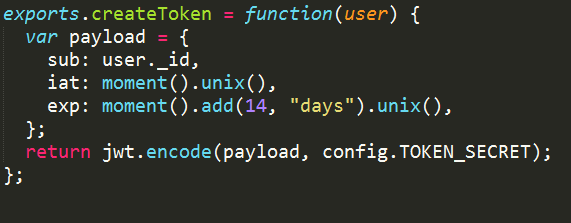 exports.createToken = function(user) {
  var payload = {
    sub: user._id,
    iat: moment().unix(),
    exp: moment().add(14, "days").unix(),
  };
  return jwt.encode(payload, config.TOKEN_SECRET);
};